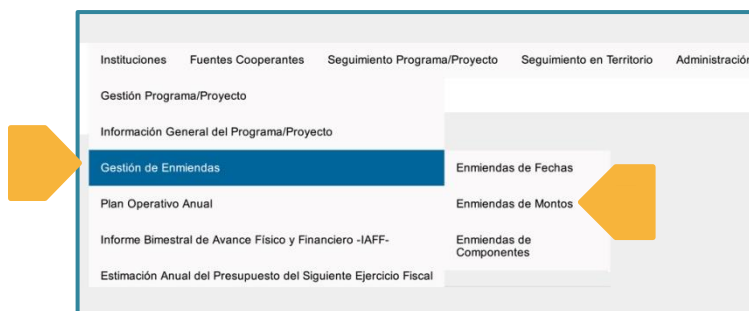 Instituciones Fuentes Cooperantes Seguimiento Programa/Proyecto Seguimiento en Territorio Administración
Gestión Programa/Proyecto
Información General del Programa/Proyecto
Gestión de Enmiendas
Enmiendas de Fechas
Plan Operativo Anual
Enmiendas de Montos
Informe Bimestral de Avance Físico y Financiero -IAFF-
Enmiendas de
Componentes
Estimación Anual del Presupuesto del Siguiente Ejercicio Fiscal